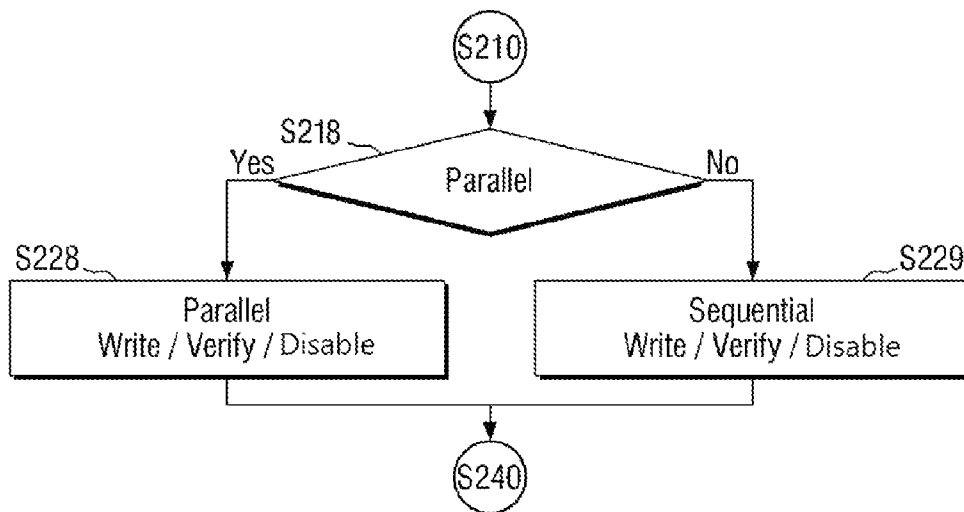 S210
S218
Yes
No
Parallel
S228
S229
Parallel
Write / Verify / Disable
Sequential
Write / Verify / Disable
S240